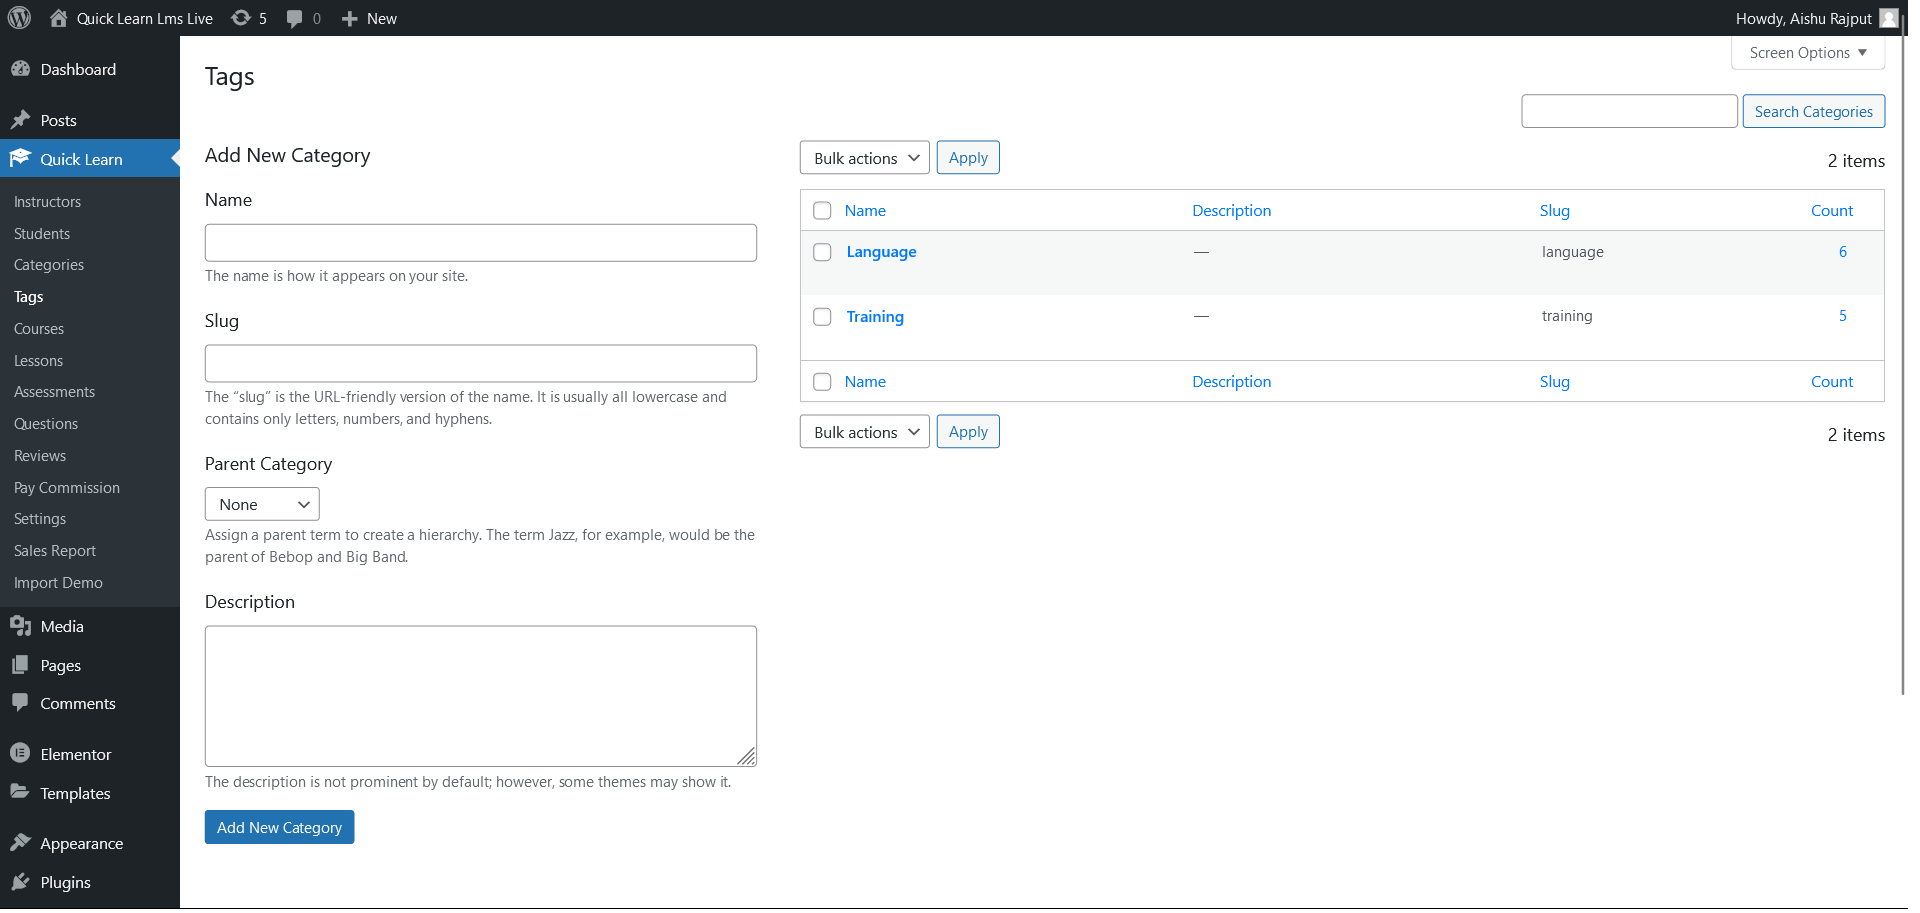 Quick Learn Lms Live 5 0 New Howdy, Aishu Rajput
Dashboard
Posts
Quick Learn
Instructors
Students
Categories
Tags
Courses
Lessons
Assessments
Questions
Reviews
Pay Commission
Settings
Sales Report
Import Demo
Media
Pages
Comments
Elementor
Templates
Appearance
Plugins
Screen Options
Tags
Search Categories
Add New Category
Name
The name is how it appears on your site.
Slug
The “slug” is the URL-friendly version of the name. It is usually all lowercase and
contains only letters, numbers, and hyphens.
Parent Category
None
Assign a parent term to create a hierarchy. The term Jazz, for example, would be the
parent of Bebop and Big Band.
Description
The description is not prominent by default; however, some themes may show it.
Add New Category
Bulk actions Apply 2 items
Name Description Slug Count
Language — language 6
Training — training 5
Name Description Slug Count
Bulk actions Apply 2 items